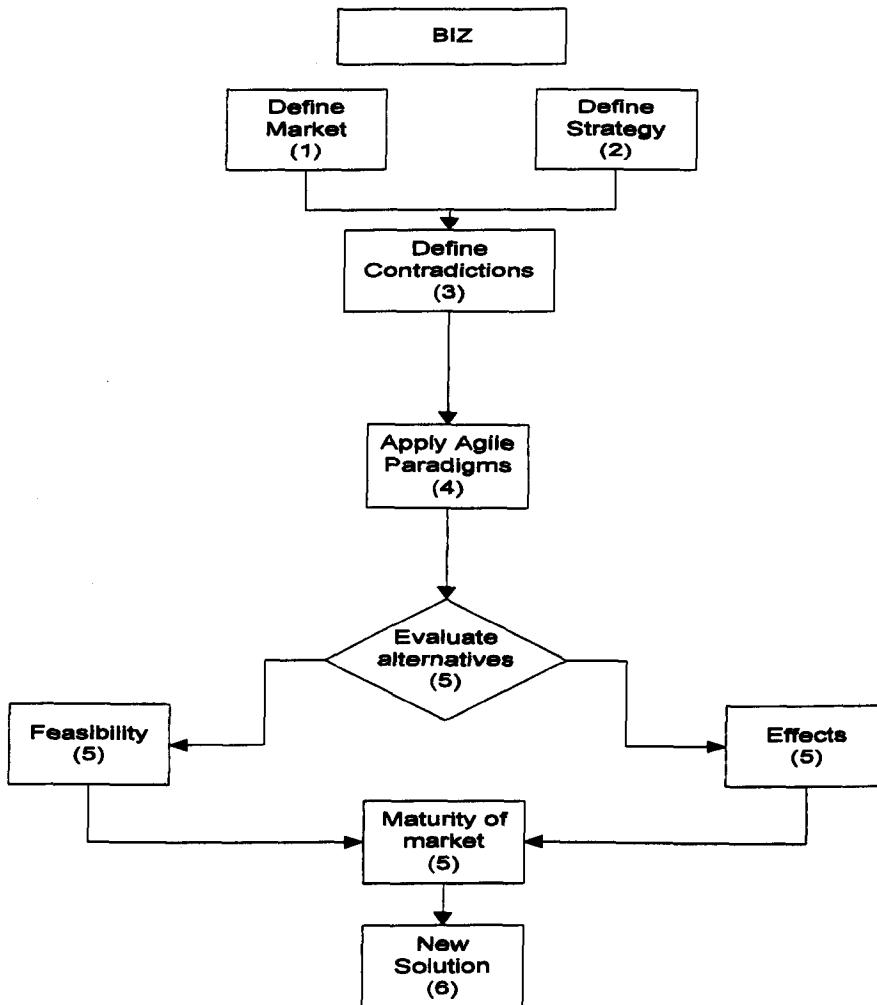 BIZ
Define
Market
(1)
Define
Strategy
(2)
Define
Contradictions
(3)
Apply Agile
Paradigms
(4)
Evaluate
alternatives
(5)
Feasibility
(5)
Effects
(5)
Maturity of
market
(5)
New
Solution
(6)